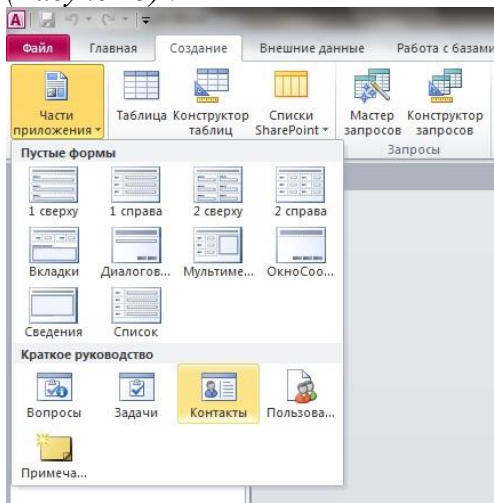 Файл Главная Создание Внешние данные Работа с базами
Части приложения Таблица Конструктор таблиц Списки SharePoint Мастер запросов Конструктор запросов
Запросы
Пустые формы
1 сверху 1 справа 2 сверху 2 справа
Вкладки Диалогов... Мультиме... ОкноСоо...
Сведения Список
Краткое руководство
Вопросы Задачи Контакты Пользова...
Примеча...